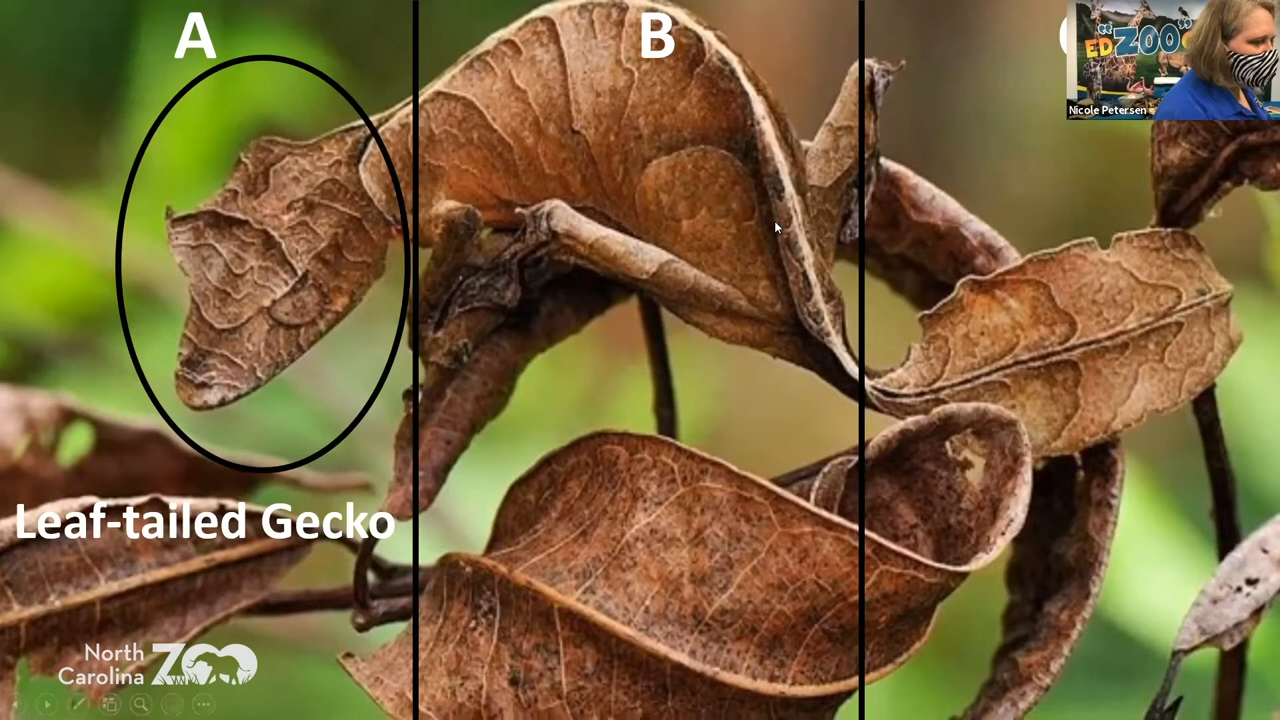 A
B
"ED ZOO
Nicole Petersen
Leaf-tailed Gecko
North
Carolina ZOO